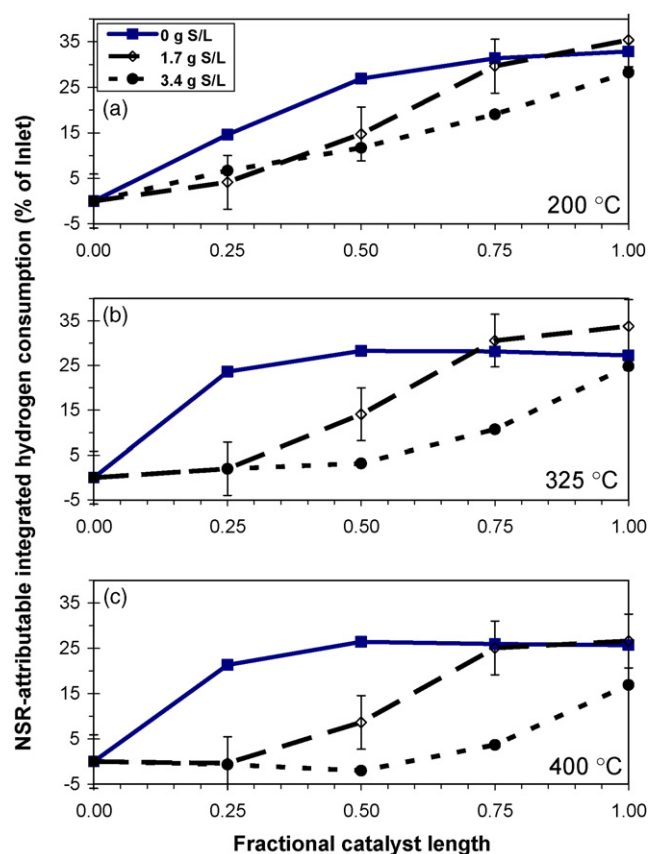 NSR-attributable integrated hydrogen consumption (% of Inlet)
0 g S/L
1.7 g S/L
3.4 g S/L
35
25
15
5
-5
(a)
200 °C
0.00 0.25 0.50 0.75 1.00
35
25
15
5
-5
(b)
325 °C
0.00 0.25 0.50 0.75 1.00
35
25
15
5
-5
(c)
400 °C
0.00 0.25 0.50 0.75 1.00
Fractional catalyst length